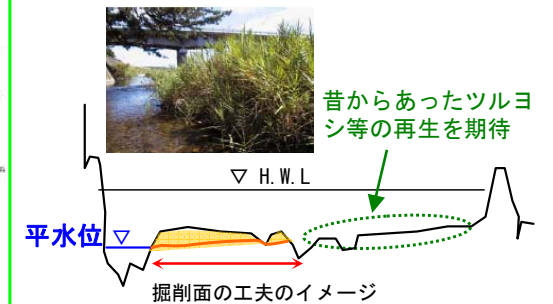 昔からあったツルヨ
シ等の再生を期待
▽ H.W.L
平水位 ▽
掘削面の工夫のイメージ